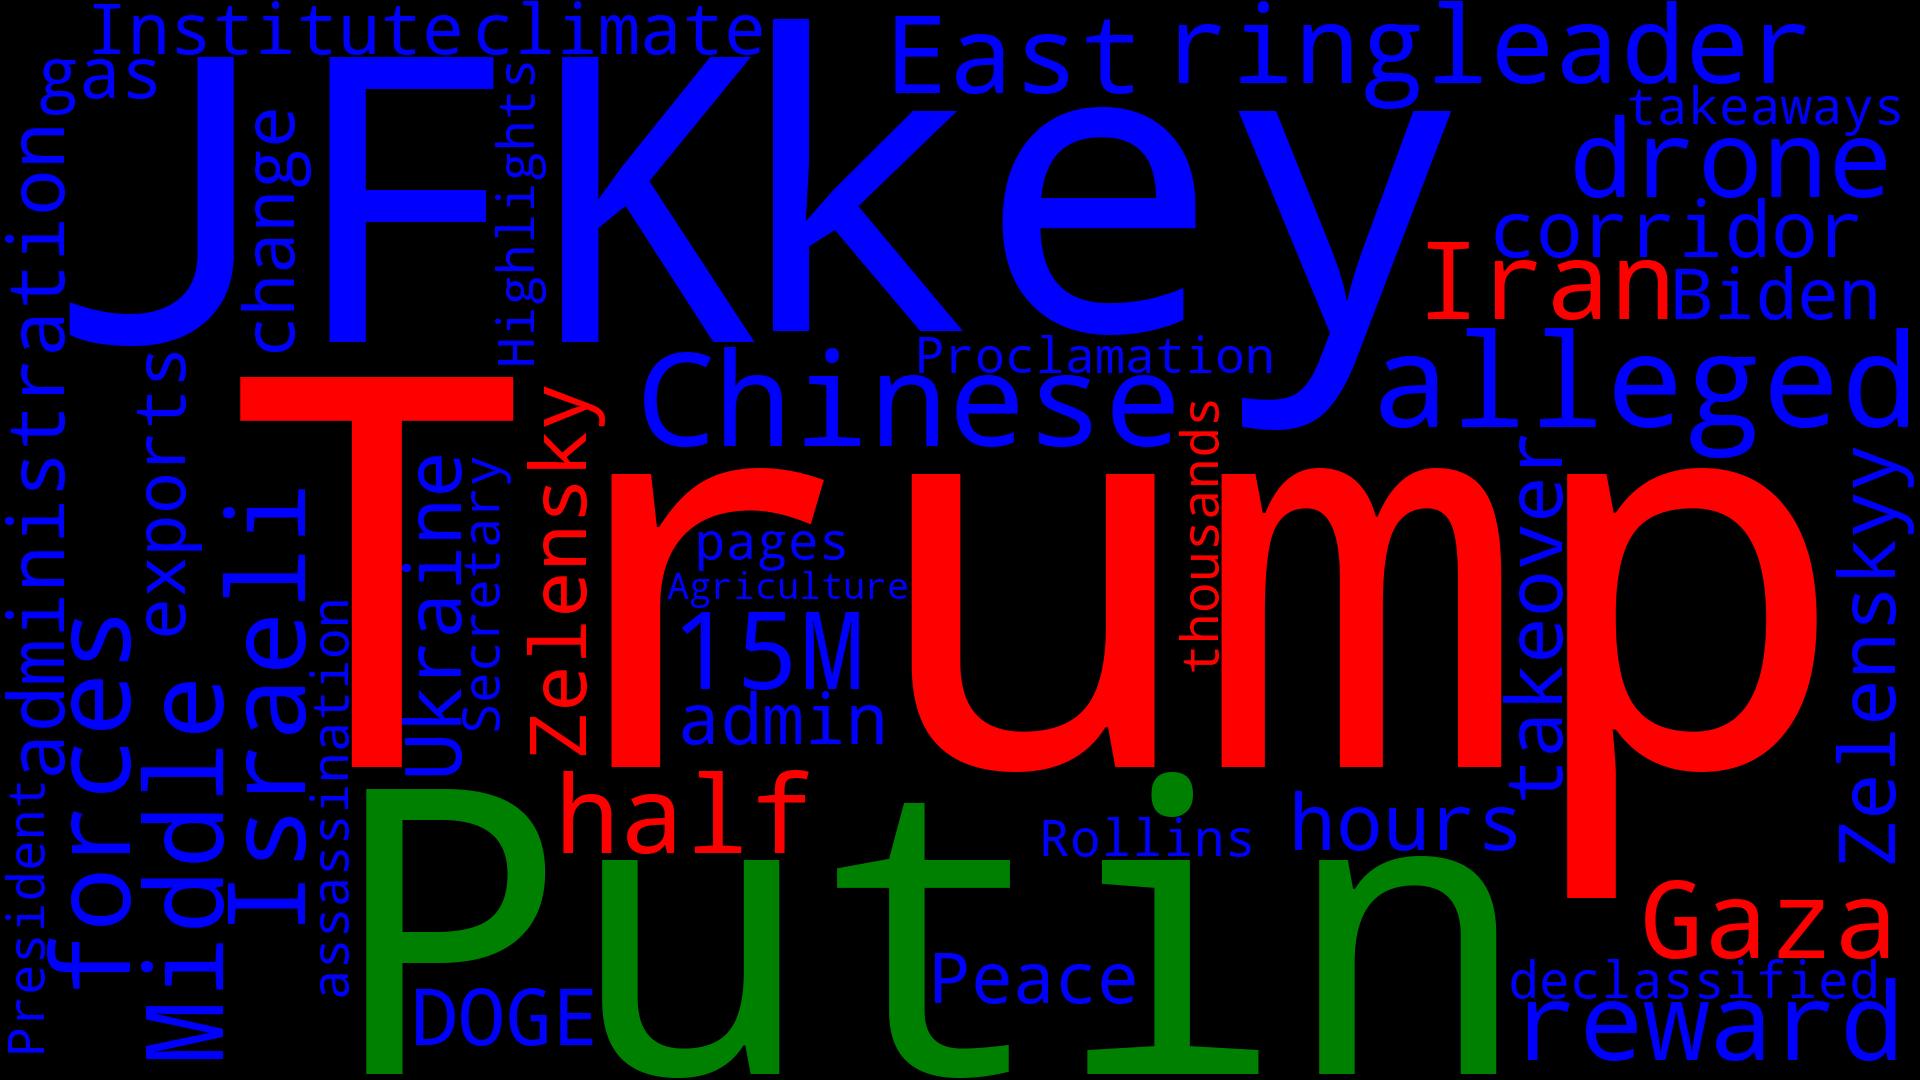 Institute
climate
East
ringleader
gas
JFK
key
takeaways
drone
change
Highlights
corridor
Iran
Biden
administration
Proclamation
Chinese
alleged
exports
Trump
Zelensky
thousands
takeover
Zelenskyy
Ukraine
Secretary
Israeli
pages
Agriculture
15M
admin
assassination
forces
Middle
President
half
Putin
Rollins
hours
Gaza
Peace
declassified
DOGE
reward